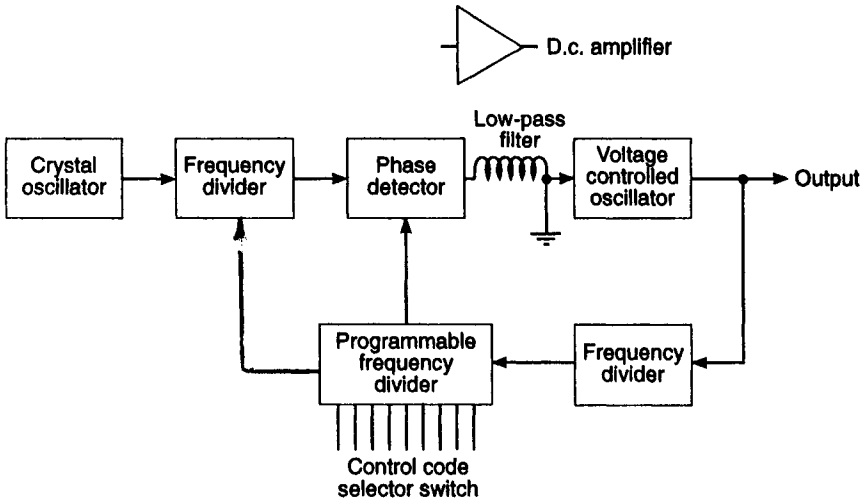 D.c. amplifier
Low-pass
filter
Crystal
oscillator
Frequency
divider
Phase
detector
Voltage
controlled
oscillator
Output
Programmable
frequency
divider
Frequency
divider
Control code
selector switch